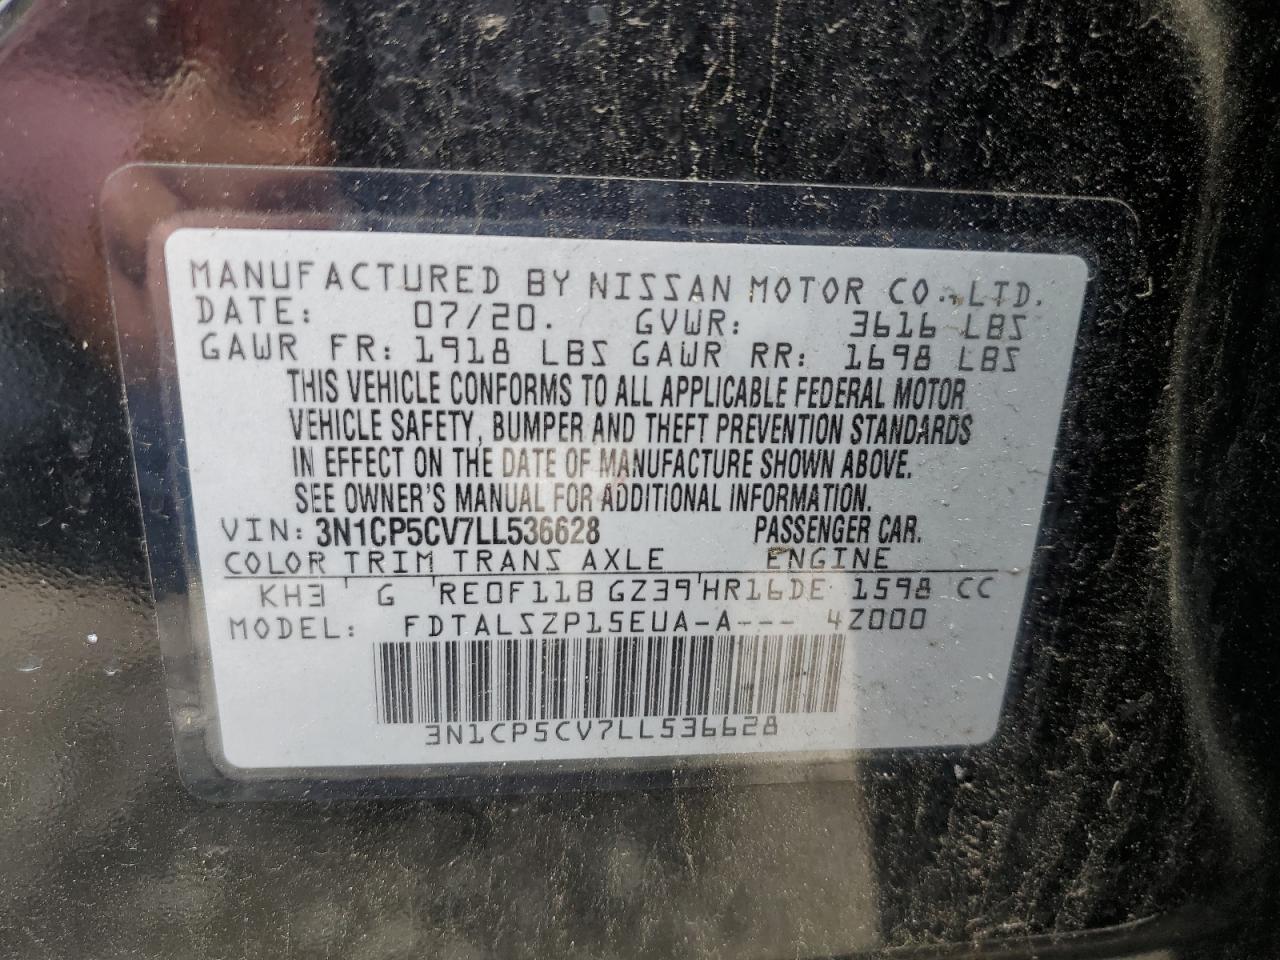 MANUFACTURED BY NISSAN MOTOR CO., LTD.
DATE: 07/20. GVWR: 3616 LBS
GAWR FR: 1918 LBS GAWR RR: 1698 LBS
THIS VEHICLE CONFORMS TO ALL APPLICABLE FEDERAL MOTOR
VEHICLE SAFETY, BUMPER AND THEFT PREVENTION STANDARDS
IN EFFECT ON THE DATE OF MANUFACTURE SHOWN ABOVE.
SEE OWNER'S MANUAL FOR ADDITIONAL INFORMATION.
VIN: 3N1CP5CV7LL536628 PASSENGER CAR.
COLOR TRIM TRANS AXLE ENGINE
KH3 ' G 'RE0F11B GZ39'HR16DE 1598 CC
MODEL: FDTALSZP15EUA-A--- 4Z000
3N1CP5CV7LL536628